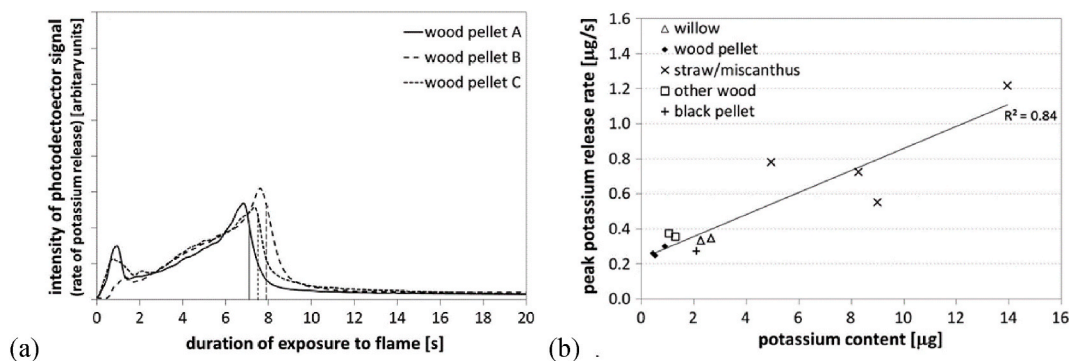 intensity of photodectoector signal
(rate of potassium release) [arbitary units]
wood pellet A
wood pellet B
wood pellet C
0 2 4 6 8 10 12 14 16 18 20
duration of exposure to flame [s]
(a)
peak potassium release rate [µg/s]
1.6
1.4
1.2
1.0
0.8
0.6
0.4
0.2
0.0
willow
wood pellet
straw/miscanthus
other wood
black pellet
R² = 0.84
0 2 4 6 8 10 12 14 16
potassium content [µg]
(b) .